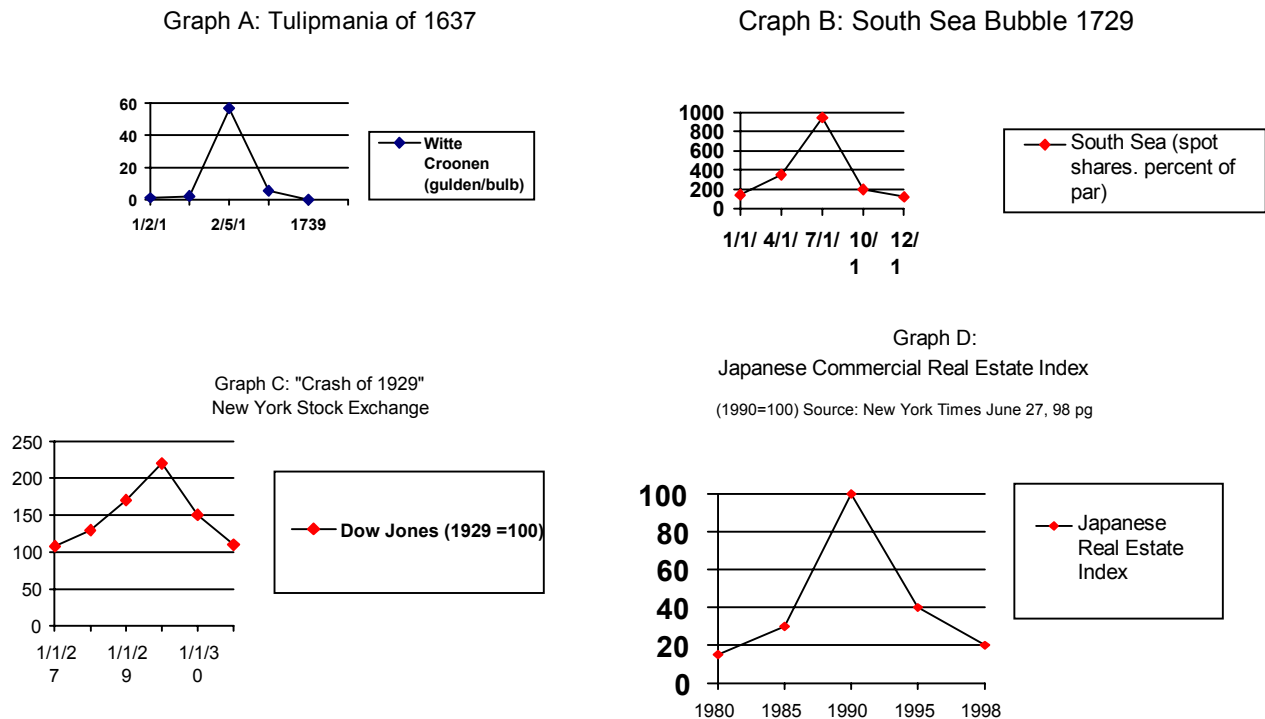 Graph A: Tulipmania of 1637
60
40
20
0
1/2/1
2/5/1
1739
Witte
Croonen
(gulden/bulb)
Craph B: South Sea Bubble 1729
1000
800
600
400
200
0
1/1/
4/1/
7/1/
10/
1
12/
1
South Sea (spot
shares. percent of
par)
Graph C: "Crash of 1929"
New York Stock Exchange
250
200
150
100
50
0
1/1/2
7
1/1/2
9
1/1/3
0
Dow Jones (1929 =100)
Graph D:
Japanese Commercial Real Estate Index
(1990=100) Source: New York Times June 27, 98 pg
100
80
60
40
20
0
1980
1985
1990
1995
1998
Japanese
Real Estate
Index